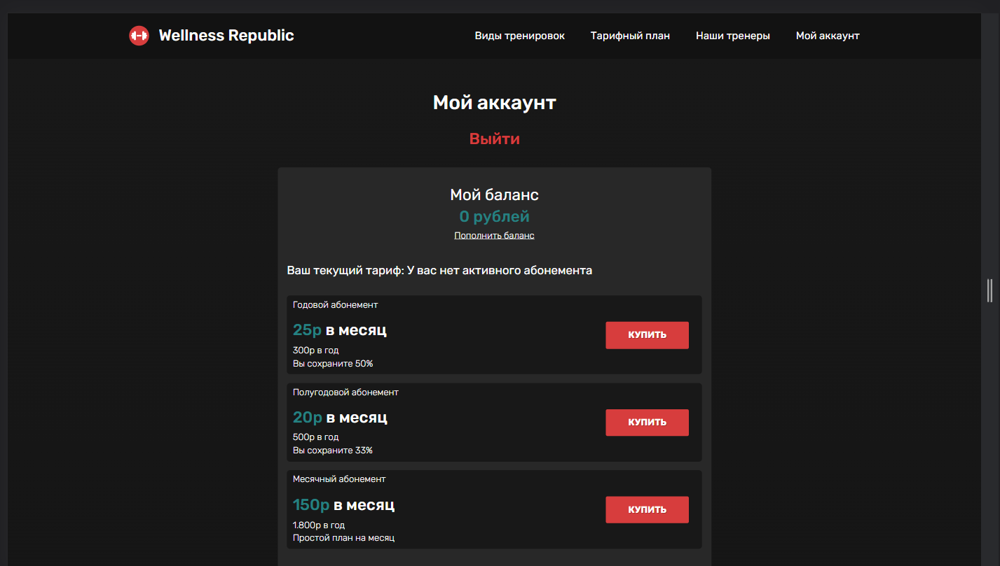 Wellness Republic
Виды тренировок
Тарифный план
Наши тренеры
Мой аккаунт
Мой аккаунт
Выйти
Мой баланс
0 рублей
Пополнить баланс
Ваш текущий тариф: У вас нет активного абонемента
Годовой абонемент
25р в месяц
300р в год
Вы сохраните 50%
КУПИТЬ
Полугодовой абонемент
20р в месяц
500р в год
Вы сохраните 33%
КУПИТЬ
Месячный абонемент
150р в месяц
1.800р в год
Простой план на месяц
КУПИТЬ